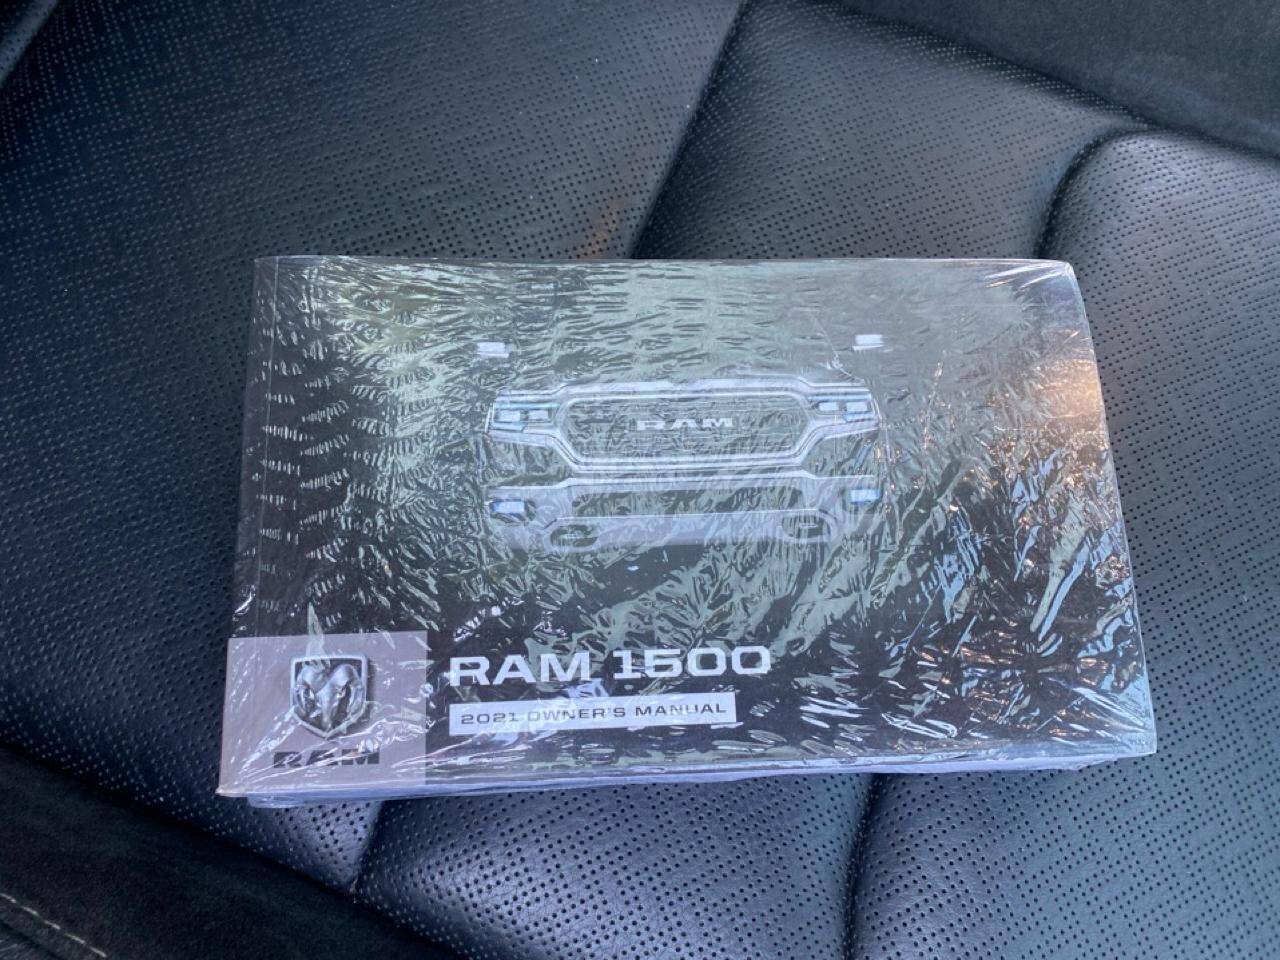 RAM
RAM 1500
2021 OWNER'S MANUAL
RAM